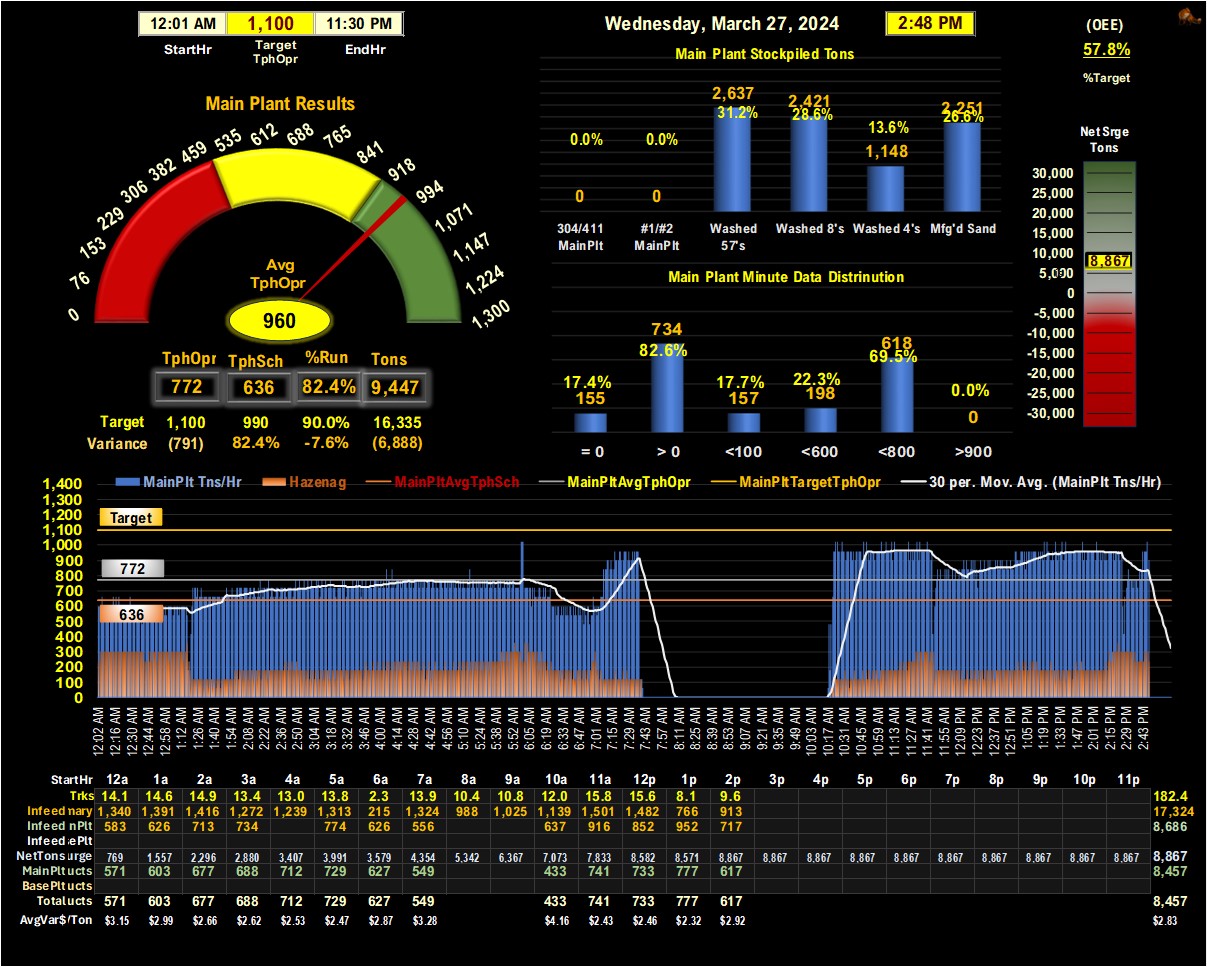 12:01 AM 1,100 11:30 PM
StartHr Target TphOpr EndHr
Wednesday, March 27, 2024 2:48 PM
(OEE)
57.8%
%Target
Main Plant Results
0 76 153 229 306 382 459 535 612 688 765 841 918 994 1,071 1,147 1,224 1,300
Avg
TphOpr
960
TphOpr TphSch %Run Tons
772 636 82.4% 9,447
Target 1,100 990 90.0% 16,335
Variance (791) 82.4% -7.6% (6,888)
Main Plant Stockpiled Tons
2,637 2,421 2,251
31.2% 28.6% 26.6%
0.0% 0.0% 13.6%
1,148
0 0
304/411 MainPlt #1/#2 MainPlt Washed 57's Washed 8's Washed 4's Mfg'd Sand
Main Plant Minute Data Distrinution
734 618
82.6% 69.5%
17.4% 17.7% 22.3% 0.0%
155 157 198 0
= 0 > 0 <100 <600 <800 >900
NetSrge
Tons
30,000
25,000
20,000
15,000
10,000
8,867
5,000
0
-5,000
-10,000
-15,000
-20,000
-25,000
-30,000
MainPlt Tns/Hr Hazenag MainPltAvgTphSch MainPltAvgTphOpr MainPltTargetTphOpr 30 per. Mov. Avg. (MainPlt Tns/Hr)
1,400
1,300
1,200
1,100
1,000
900
800
700
600
500
400
300
200
100
0
Target
772
636
12:02 AM 12:16 AM 12:30 AM 12:44 AM 12:56 AM 1:12 AM 1:26 AM 1:40 AM 1:54 AM 2:08 AM 2:22 AM 2:36 AM 2:50 AM 3:04 AM 3:18 AM 3:32 AM 3:46 AM 4:00 AM 4:14 AM 4:28 AM 4:42 AM 4:56 AM 5:10 AM 5:24 AM 5:38 AM 5:52 AM 6:05 AM 6:19 AM 6:33 AM 6:47 AM 7:01 AM 7:15 AM 7:29 AM 7:43 AM 7:57 AM 8:11 AM 8:25 AM 8:39 AM 8:53 AM 9:07 AM 9:21 AM 9:35 AM 9:49 AM 10:03 AM 10:17 AM 10:31 AM 10:45 AM 10:59 AM 11:13 AM 11:27 AM 11:41 AM 11:55 AM 12:09 PM 12:23 PM 12:37 PM 12:51 PM 1:05 PM 1:19 PM 1:33 PM 1:47 PM 2:01 PM 2:15 PM 2:29 PM 2:43 PM
StartHr 12a 1a 2a 3a 4a 5a 6a 7a 8a 9a 10a 11a 12p 1p 2p 3p 4p 5p 6p 7p 8p 9p 10p 11p
Trks 14.1 14.6 14.9 13.4 13.0 13.8 2.3 13.9 10.4 10.8 12.0 15.8 15.6 8.1 9.6 182.4
Infeed nary 1,340 1,391 1,416 1,272 1,239 1,313 215 1,324 988 1,025 1,139 1,501 1,482 766 913 17,324
Infeed nPlt 583 626 713 734 774 626 556 637 916 852 952 717 8,686
Infeed ePlt
NetTons urge 769 1,557 2,296 2,880 3,407 3,991 3,579 4,354 5,342 6,367 7,073 7,833 8,582 8,571 8,867 8,867 8,867 8,867 8,867 8,867 8,867 8,867 8,867 8,867 8,867
MainPlt ucts 571 603 677 688 712 729 627 549 433 741 733 777 617 8,457
BasePlt ucts
Total ucts 571 603 677 688 712 729 627 549 433 741 733 777 617 8,457
AvgVar$/Ton $3.15 $2.99 $2.66 $2.62 $2.53 $2.47 $2.87 $3.28 $4.16 $2.43 $2.46 $2.32 $2.92 $2.83